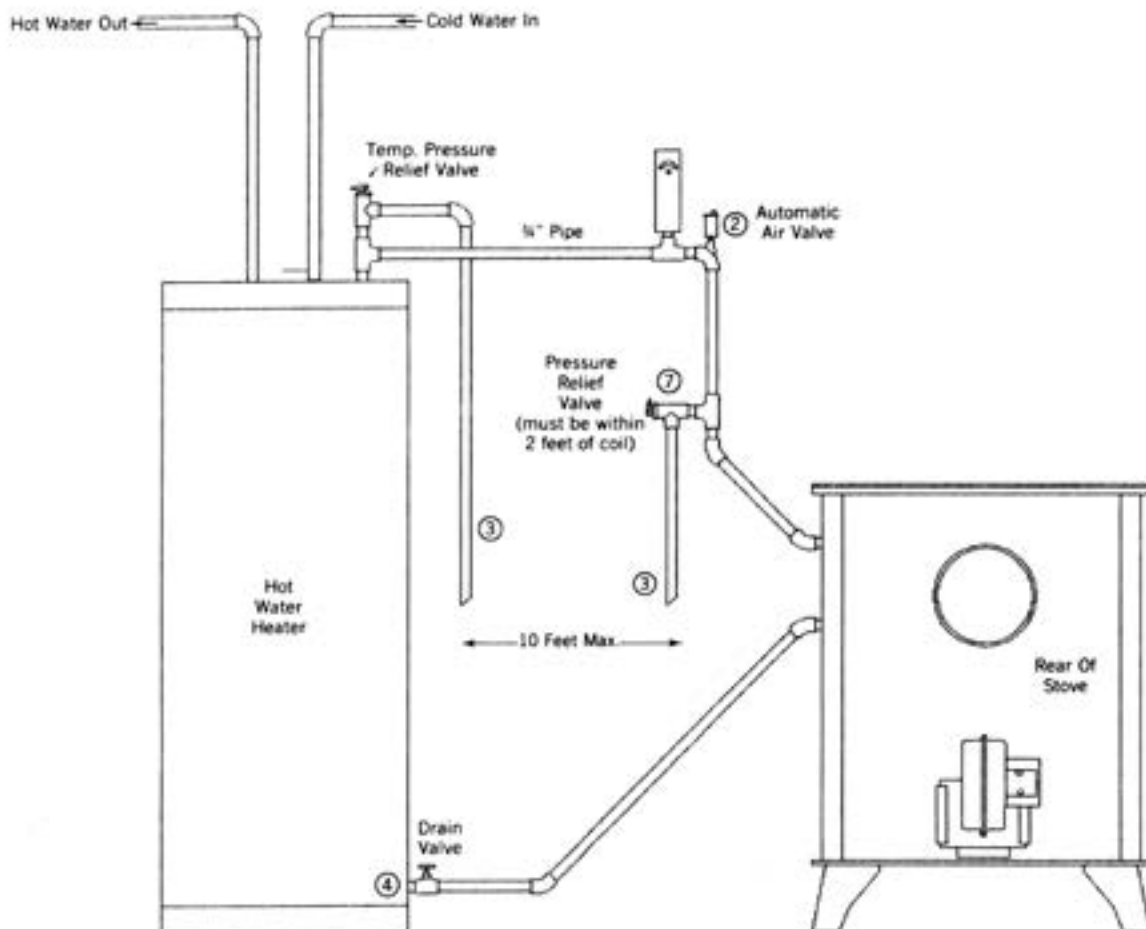 Hot Water Out
Cold Water In
Temp. Pressure
Relief Valve
¾" Pipe
②
Automatic
Air Valve
Pressure
Relief
Valve
(must be within
2 feet of coil)
⑦
③
③
Hot
Water
Heater
10 Feet Max.
Rear Of
Stove
Drain
Valve
④